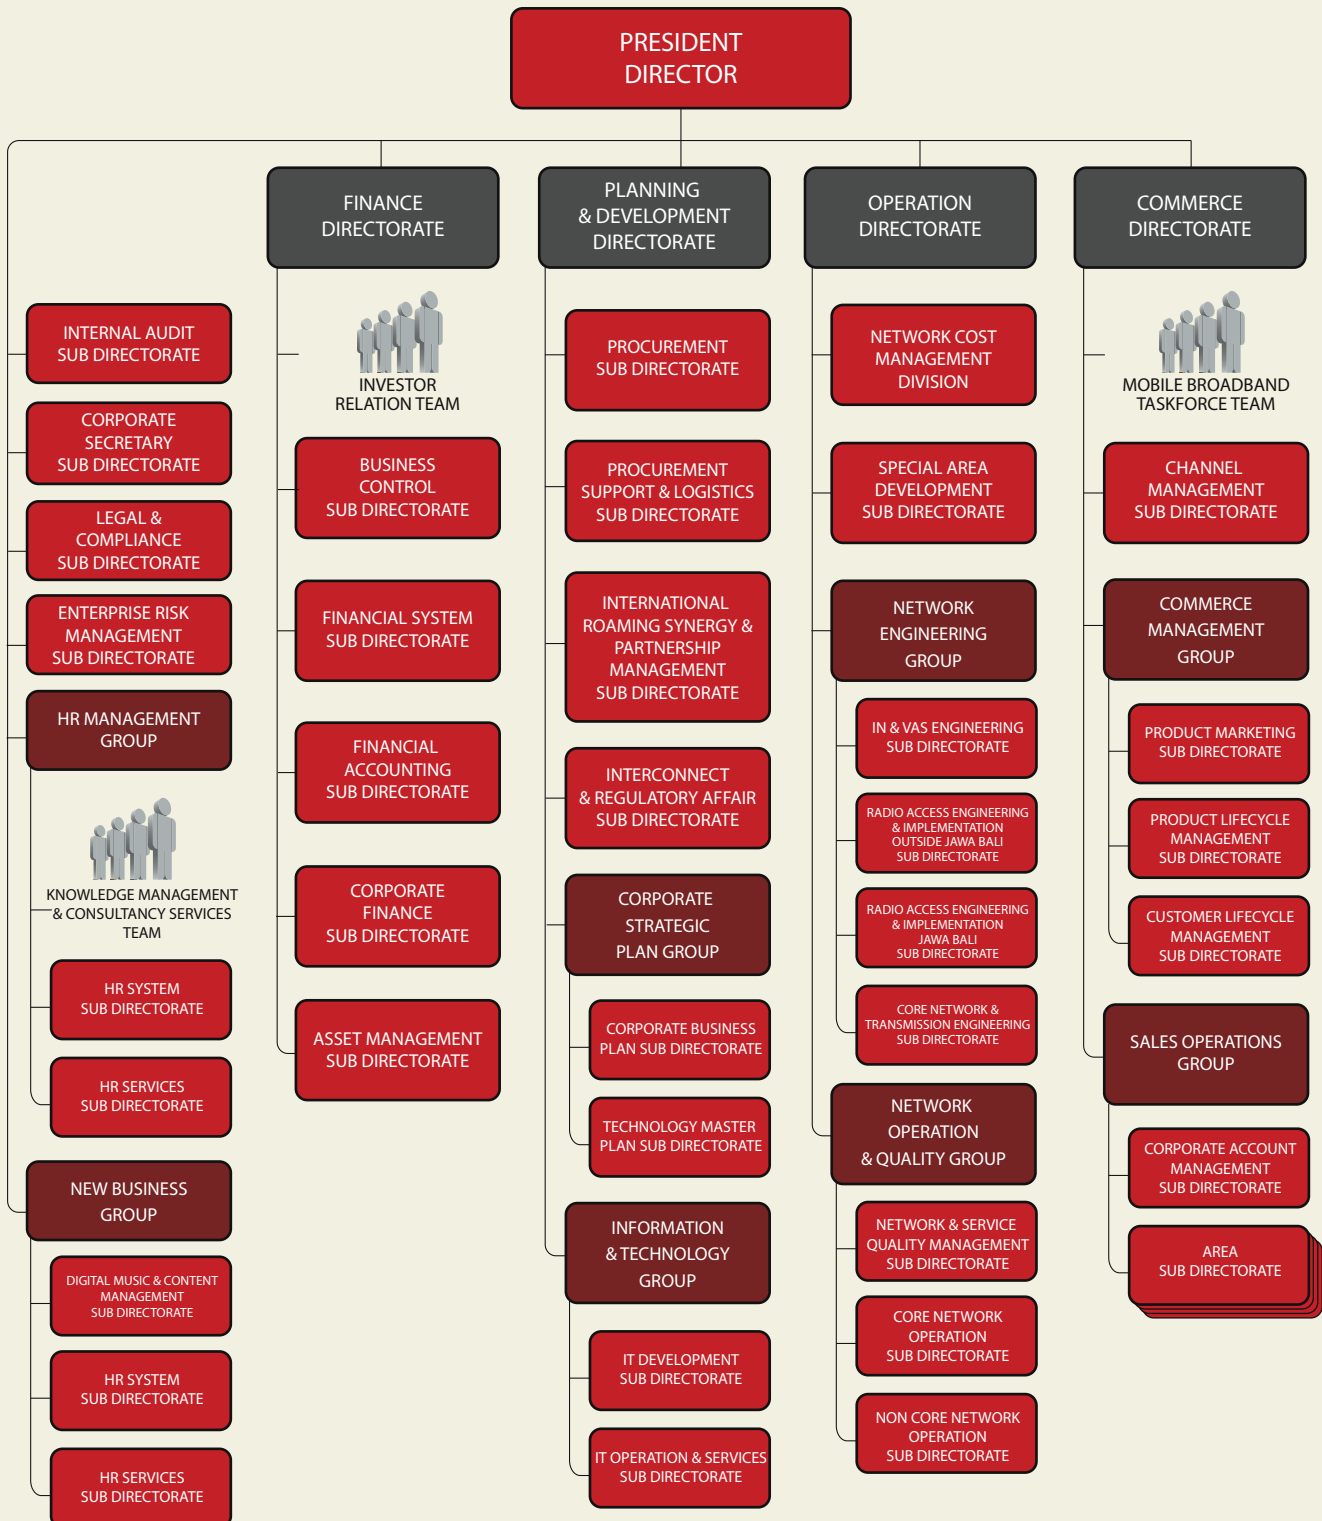 PRESIDENT
DIRECTOR
FINANCE
DIRECTORATE
PLANNING
& DEVELOPMENT
DIRECTORATE
OPERATION
DIRECTORATE
COMMERCE
DIRECTORATE
INTERNAL AUDIT
SUB DIRECTORATE
CORPORATE
SECRETARY
SUB DIRECTORATE
LEGAL &
COMPLIANCE
SUB DIRECTORATE
ENTERPRISE RISK
MANAGEMENT
SUB DIRECTORATE
HR MANAGEMENT
GROUP
KNOWLEDGE MANAGEMENT
& CONSULTANCY SERVICES
TEAM
HR SYSTEM
SUB DIRECTORATE
HR SERVICES
SUB DIRECTORATE
NEW BUSINESS
GROUP
DIGITAL MUSIC & CONTENT
MANAGEMENT
SUB DIRECTORATE
HR SYSTEM
SUB DIRECTORATE
HR SERVICES
SUB DIRECTORATE
INVESTOR
RELATION TEAM
BUSINESS
CONTROL
SUB DIRECTORATE
FINANCIAL SYSTEM
SUB DIRECTORATE
FINANCIAL
ACCOUNTING
SUB DIRECTORATE
CORPORATE
FINANCE
SUB DIRECTORATE
ASSET MANAGEMENT
SUB DIRECTORATE
PROCUREMENT
SUB DIRECTORATE
PROCUREMENT
SUPPORT & LOGISTICS
SUB DIRECTORATE
INTERNATIONAL
ROAMING SYNERGY &
PARTNERSHIP
MANAGEMENT
SUB DIRECTORATE
INTERCONNECT
& REGULATORY AFFAIR
SUB DIRECTORATE
CORPORATE
STRATEGIC
PLAN GROUP
CORPORATE BUSINESS
PLAN SUB DIRECTORATE
TECHNOLOGY MASTER
PLAN SUB DIRECTORATE
INFORMATION
& TECHNOLOGY
GROUP
IT DEVELOPMENT
SUB DIRECTORATE
IT OPERATION & SERVICES
SUB DIRECTORATE
NETWORK COST
MANAGEMENT
DIVISION
SPECIAL AREA
DEVELOPMENT
SUB DIRECTORATE
NETWORK
ENGINEERING
GROUP
IN & VAS ENGINEERING
SUB DIRECTORATE
RADIO ACCESS ENGINEERING
& IMPLEMENTATION
OUTSIDE JAWA BALI
SUB DIRECTORATE
RADIO ACCESS ENGINEERING
& IMPLEMENTATION
JAWA BALI
SUB DIRECTORATE
CORE NETWORK &
TRANSMISSION ENGINEERING
SUB DIRECTORATE
NETWORK
OPERATION
& QUALITY GROUP
NETWORK & SERVICE
QUALITY MANAGEMENT
SUB DIRECTORATE
CORE NETWORK
OPERATION
SUB DIRECTORATE
NON CORE NETWORK
OPERATION
SUB DIRECTORATE
MOBILE BROADBAND
TASKFORCE TEAM
CHANNEL
MANAGEMENT
SUB DIRECTORATE
COMMERCE
MANAGEMENT
GROUP
PRODUCT MARKETING
SUB DIRECTORATE
PRODUCT LIFECYCLE
MANAGEMENT
SUB DIRECTORATE
CUSTOMER LIFECYCLE
MANAGEMENT
SUB DIRECTORATE
SALES OPERATIONS
GROUP
CORPORATE ACCOUNT
MANAGEMENT
SUB DIRECTORATE
AREA
SUB DIRECTORATE